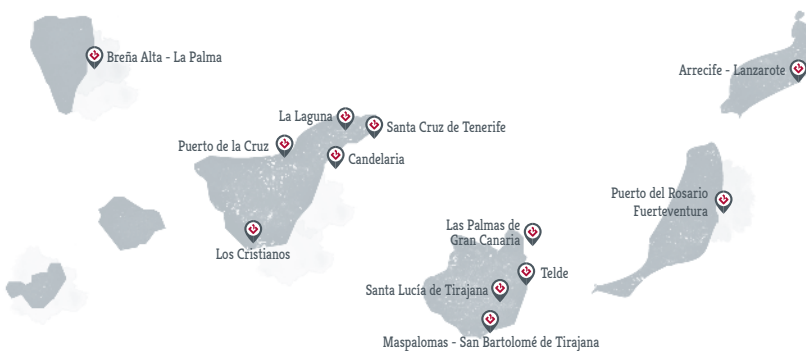 Breña Alta - La Palma
Arrecife - Lanzarote
La Laguna
Santa Cruz de Tenerife
Puerto de la Cruz
Candelaria
Los Cristianos
Puerto del Rosario
Fuerteventura
Las Palmas de
Gran Canaria
Telde
Santa Lucía de Tirajana
Maspalomas - San Bartolomé de Tirajana